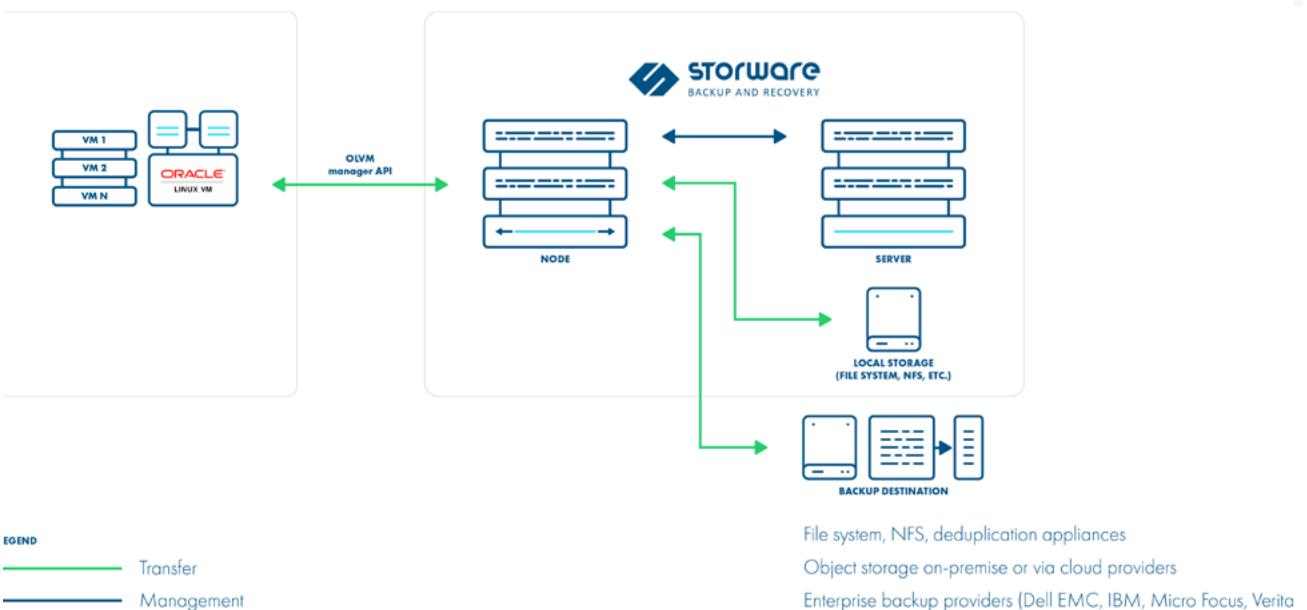 STORWARE
BACKUP AND RECOVERY
VM 1
VM 2
VM N
ORACLE
LINUX VM
OLVM
manager API
NODE
SERVER
LOCAL STORAGE
(FILE SYSTEM, NFS, ETC.)
BACKUP DESTINATION
EGEND
Transfer
Management
File system, NFS, deduplication appliances
Object storage on-premise or via cloud providers
Enterprise backup providers (Dell EMC, IBM, Micro Focus, Verita